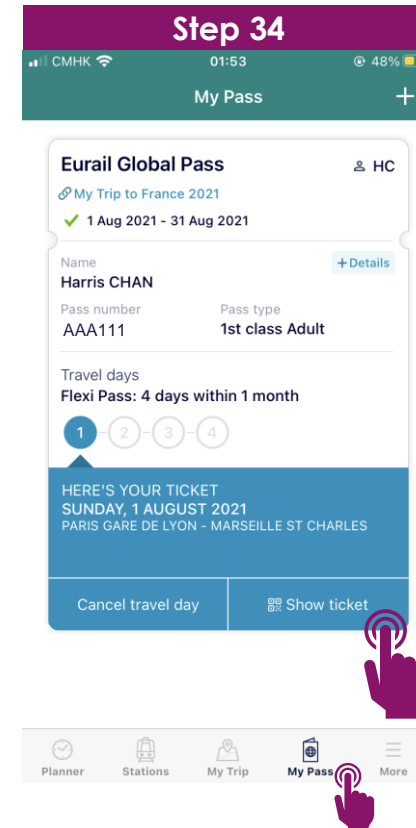 Step 34
CMHK 01:53 48%
My Pass +
Eurail Global Pass HC
My Trip to France 2021
1 Aug 2021 - 31 Aug 2021
Name +Details
Harris CHAN
Pass number Pass type
AAA111 1st class Adult
Travel days
Flexi Pass: 4 days within 1 month
1 - 2 - 3 - 4
HERE'S YOUR TICKET
SUNDAY, 1 AUGUST 2021
PARIS GARE DE LYON - MARSEILLE ST CHARLES
Cancel travel day Show ticket
Planner Stations My Trip My Pass More